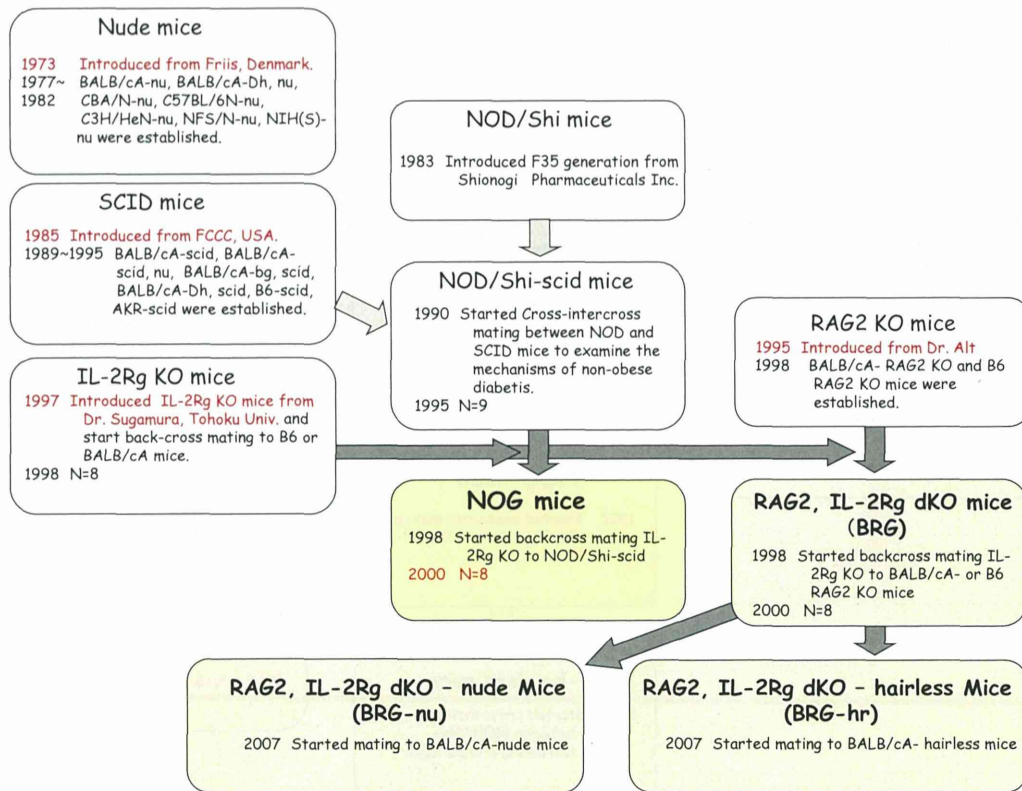 Nude mice
1973 Introduced from Friis, Denmark.
1977~ BALB/cA-nu, BALB/cA-Dh, nu,
1982 CBA/N-nu, C57BL/6N-nu,
C3H/HeN-nu, NFS/N-nu, NIH(S)-
nu were established.
SCID mice
1985 Introduced from FCCC, USA.
1989~1995 BALB/cA-scid, BALB/cA-
scid, nu, BALB/cA-bg, scid,
BALB/cA-Dh, scid, B6-scid,
AKR-scid were established.
IL-2Rg KO mice
1997 Introduced IL-2Rg KO mice from
Dr. Sugamura, Tohoku Univ. and
start back-cross mating to B6 or
BALB/cA mice.
1998 N=8
NOD/Shi mice
1983 Introduced F35 generation from
Shionogi Pharmaceuticals Inc.
NOD/Shi-scid mice
1990 Started Cross-intercross
mating between NOD and
SCID mice to examine the
mechanisms of non-obese
diabetis.
1995 N=9
RAG2 KO mice
1995 Introduced from Dr. Alt
1998 BALB/cA- RAG2 KO and B6
RAG2 KO mice were
established.
NOG mice
1998 Started backcross mating IL-
2Rg KO to NOD/Shi-scid
2000 N=8
RAG2, IL-2Rg dKO mice
(BRG)
1998 Started backcross mating IL-
2Rg KO to BALB/cA- or B6
RAG2 KO mice
2000 N=8
RAG2, IL-2Rg dKO - nude Mice
(BRG-nu)
2007 Started mating to BALB/cA-nude mice
RAG2, IL-2Rg dKO - hairless Mice
(BRG-hr)
2007 Started mating to BALB/cA- hairless mice